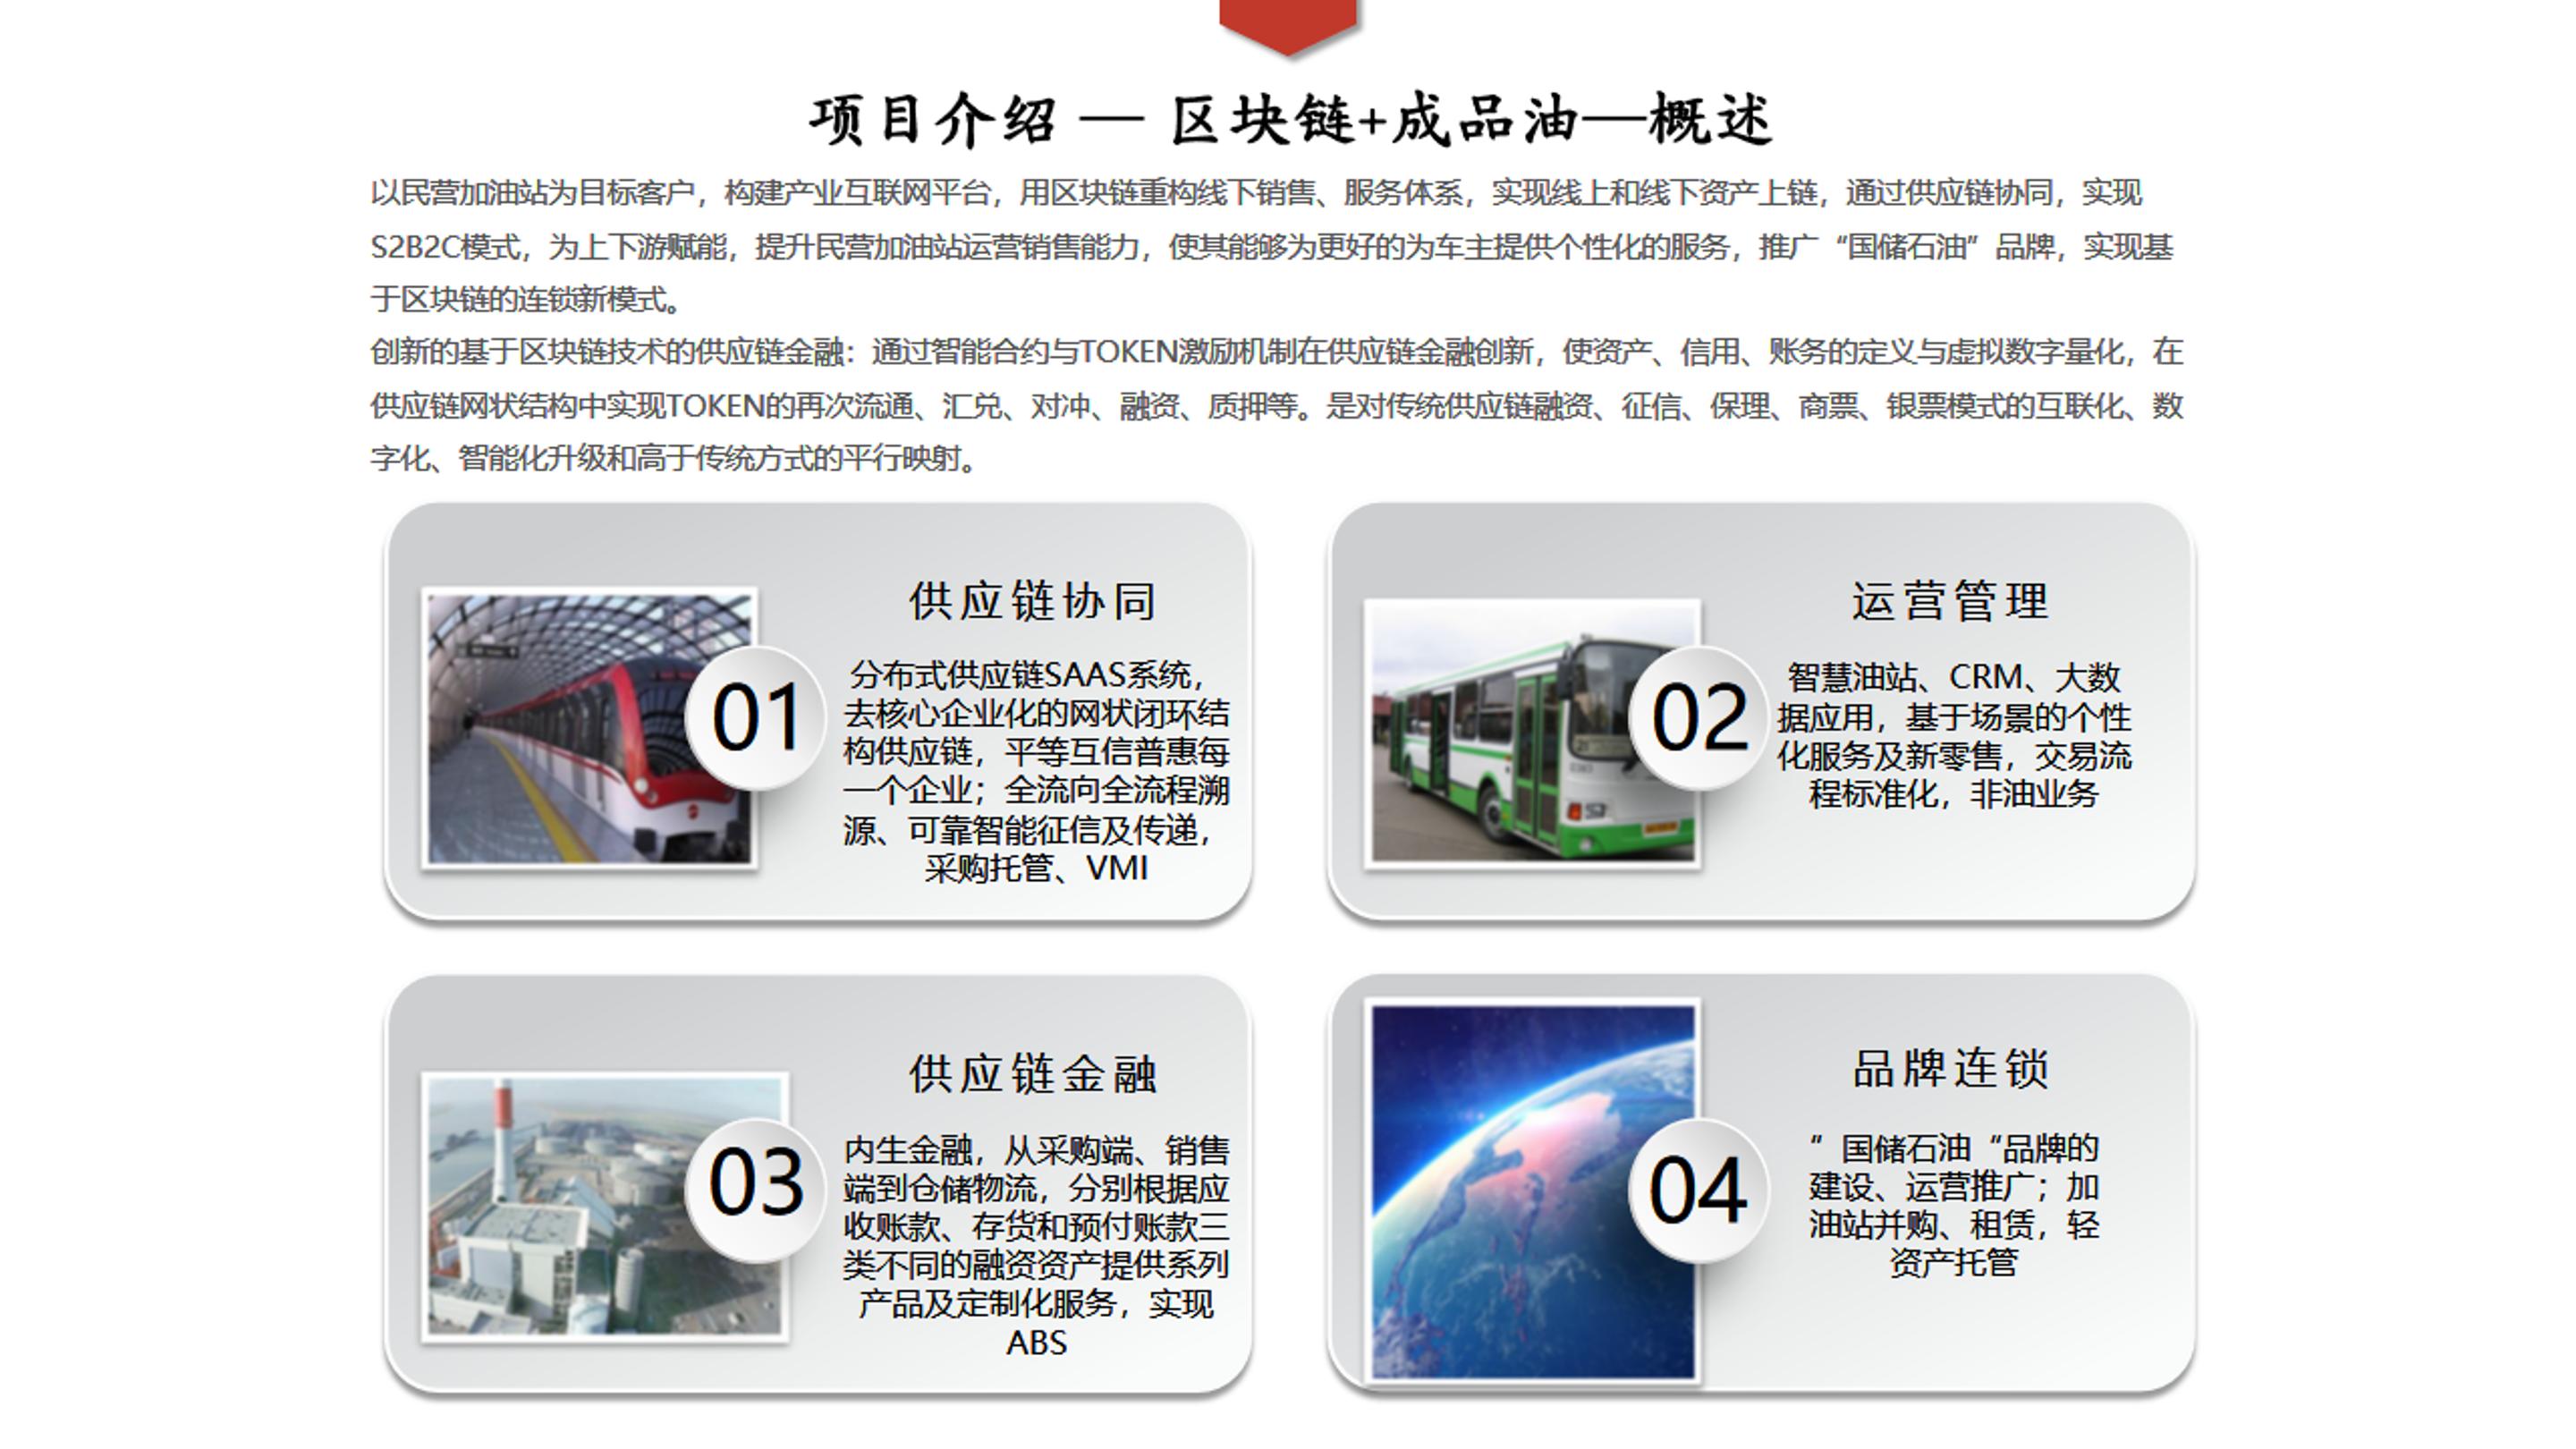 项目介绍 — 区块链+成品油—概述
以民营加油站为目标客户，构建产业互联网平台，用区块链重构线下销售、服务体系，实现线上和线下资产上链，通过供应链协同，实现
S2B2C模式，为上下游赋能，提升民营加油站运营销售能力，使其能够为更好的为车主提供个性化的服务，推广“国储石油”品牌，实现基
于区块链的连锁新模式。
创新的基于区块链技术的供应链金融：通过智能合约与TOKEN激励机制在供应链金融创新，使资产、信用、账务的定义与虚拟数字量化，在
供应链网状结构中实现TOKEN的再次流通、汇兑、对冲、融资、质押等。是对传统供应链融资、征信、保理、商票、银票模式的互联化、数
字化、智能化升级和高于传统方式的平行映射。
01
供应链协同
分布式供应链SAAS系统，
去核心企业化的网状闭环结
构供应链，平等互信普惠每
一个企业；全流向全流程溯
源、可靠智能征信及传递，
采购托管、VMI
02
运营管理
智慧油站、CRM、大数
据应用，基于场景的个性
化服务及新零售，交易流
程标准化，非油业务
03
供应链金融
内生金融，从采购端、销售
端到仓储物流，分别根据应
收账款、存货和预付账款三
类不同的融资资产提供系列
产品及定制化服务，实现
ABS
04
品牌连锁
”国储石油“品牌的
建设、运营推广；加
油站并购、租赁，轻
资产托管